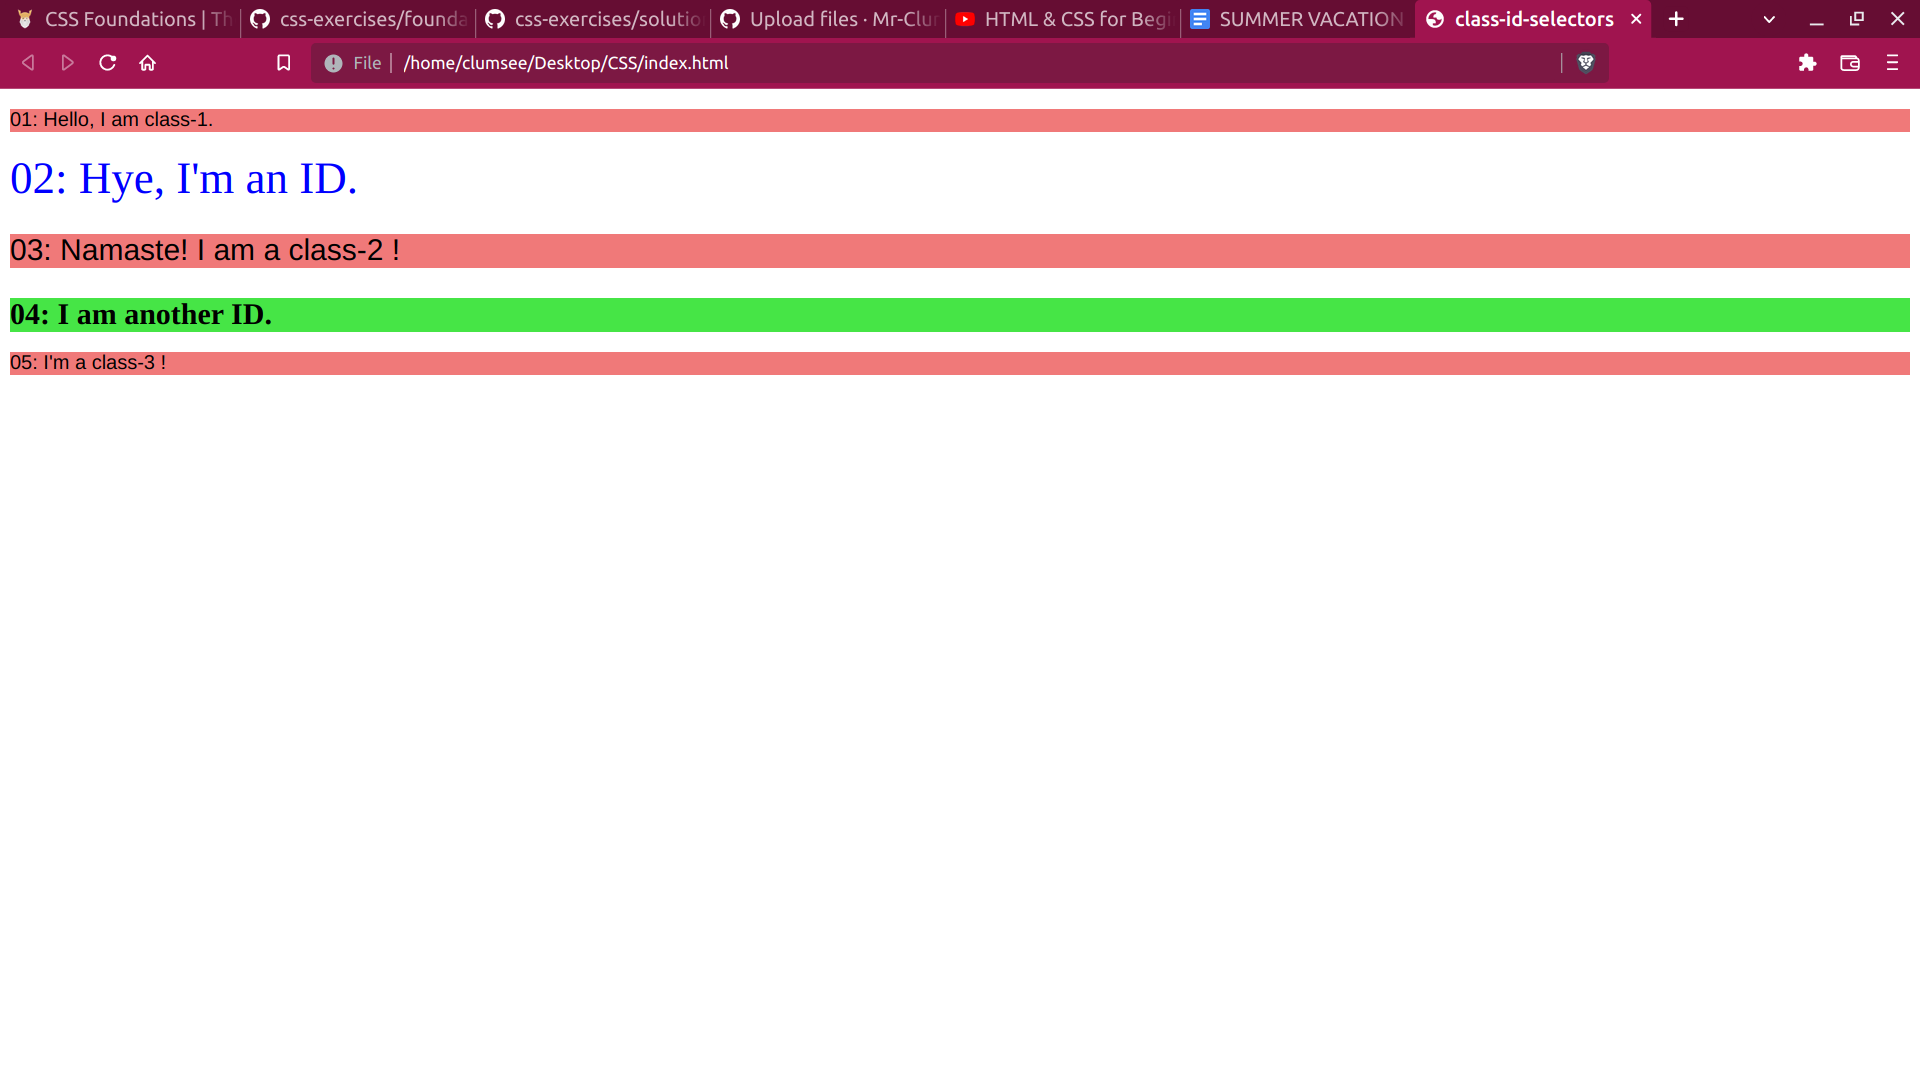 CSS Foundations | Th
css-exercises/founda
css-exercises/solutio
Upload files · Mr-Clur
HTML & CSS for Begi
SUMMER VACATION
class-id-selectors
File | /home/clumsee/Desktop/CSS/index.html
01: Hello, I am class-1.
02: Hye, I'm an ID.
03: Namaste! I am a class-2 !
04: I am another ID.
05: I'm a class-3 !